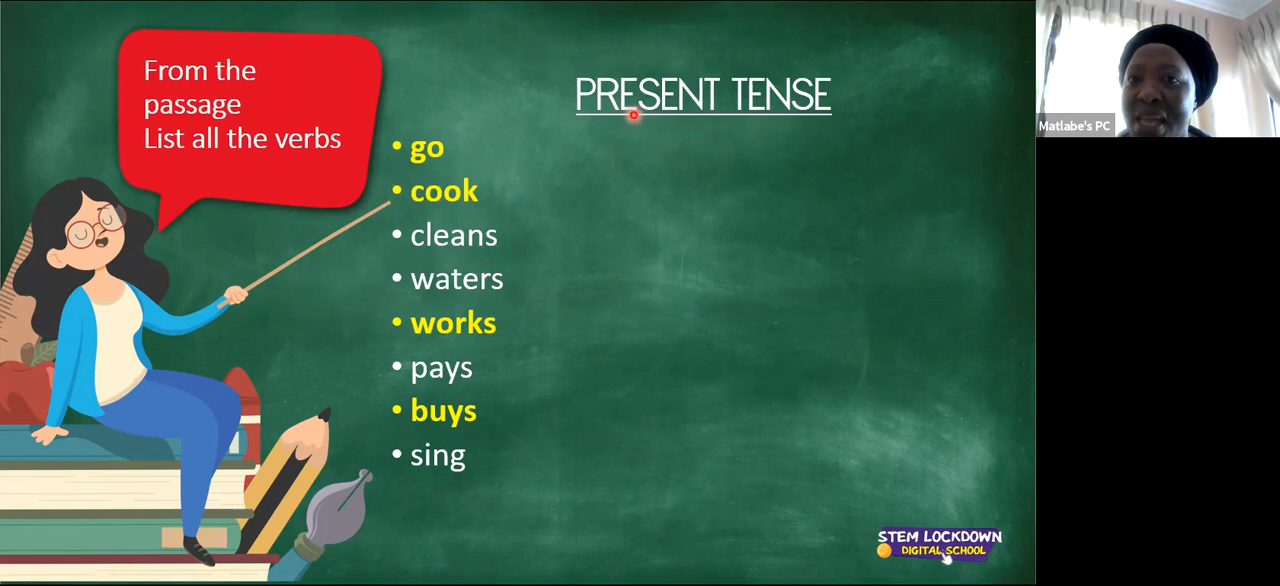 From the
passage
List all the verbs
PRESENT TENSE
• go
• cook
• cleans
• waters
• works
• pays
• buys
• sing
Matlabe's PC
STEM LOCKDOWN
DIGITAL SCHOOL